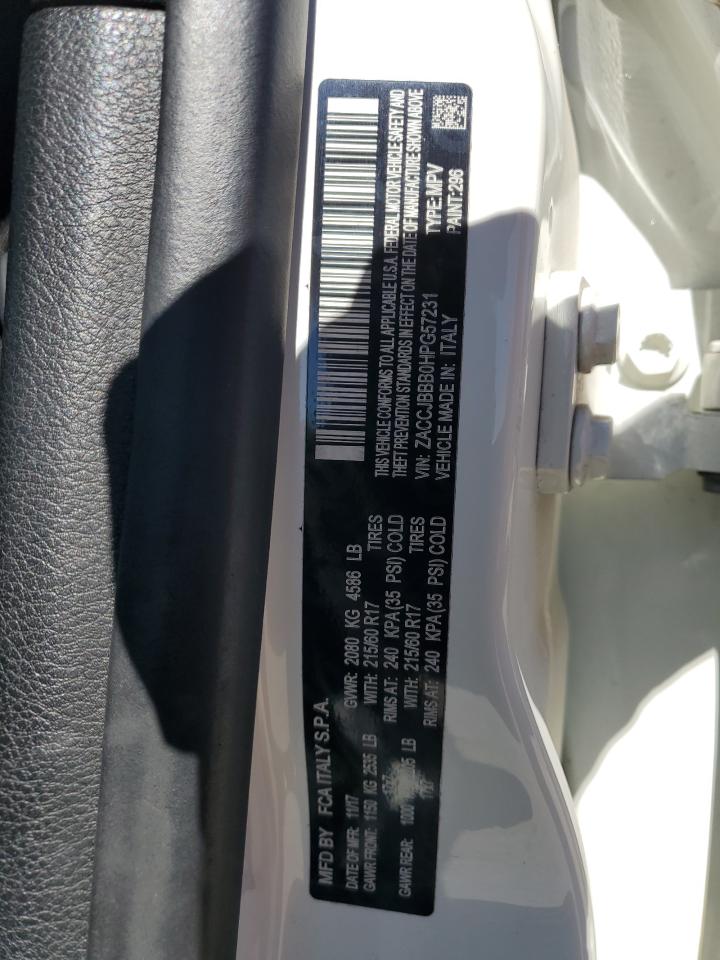 MFD BY FCA ITALY S.P.A.
DATE OF MFR: 11/17 GVWR: 2080 KG 4586 LB
GAWR FRONT: 1150 KG 2535 LB WITH: 215/60 R17 TIRES
RIMS AT: 240 KPA(35 PSI) COLD
GAWR REAR: LB WITH: 215/60 R17 TIRES
RIMS AT: 240 KPA (35 PSI) COLD
THIS VEHICLE CONFORMS TO ALL APPLICABLE U.S.A. FEDERAL MOTOR VEHICLE SAFETY AND
THEFT PREVENTION STANDARDS IN EFFECT ON THE DATE OF MANUFACTURE SHOWN ABOVE
VIN: ZACCJBBB0HPG57231 TYPE: MPV
VEHICLE MADE IN: ITALY PAINT: 296